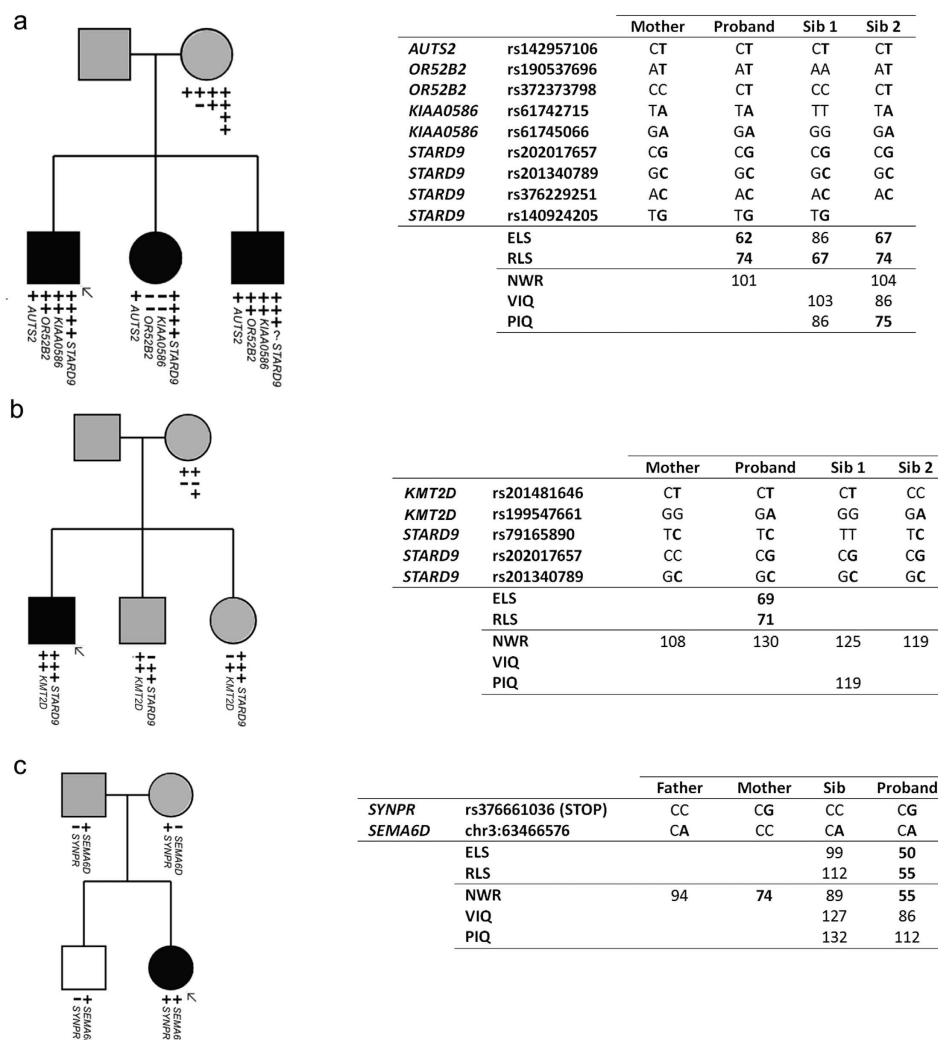 a
Mother Proband Sib 1 Sib 2
AUTS2 rs142957106 CT CT CT CT
OR52B2 rs190537696 AT AT AA AT
OR52B2 rs372373798 CC CT CC CT
KIAA0586 rs61742715 TA TA TT TA
KIAA0586 rs61745066 GA GA GG GA
STARD9 rs202017657 CG CG CG CG
STARD9 rs201340789 GC GC GC GC
STARD9 rs376229251 AC AC AC AC
STARD9 rs140924205 TG TG TG
ELS 62 86 67
RLS 74 67 74
NWR 101 104
VIQ 103 86
PIQ 86 75
++++
-++
+
+
+ AUTS2
++ OR52B2
++ KIAA0586
++++ STARD9
+ AUTS2
-- OR52B2
-- KIAA0586
++++ STARD9
+ AUTS2
++ OR52B2
++ KIAA0586
+++?- STARD9
b
Mother Proband Sib 1 Sib 2
KMT2D rs201481646 CT CT CT CC
KMT2D rs199547661 GG GA GG GA
STARD9 rs79165890 TC TC TT TC
STARD9 rs202017657 CC CG CG CG
STARD9 rs201340789 GC GC GC GC
ELS 69
RLS 71
NWR 108 130 125 119
VIQ
PIQ 119
++
--
+
++ KMT2D
+++ STARD9
++ KMT2D
-++ STARD9
-+ KMT2D
+++ STARD9
c
Father Mother Sib Proband
SYNPR rs376661036 (STOP) CC CG CC CG
SEMA6D chr3:63466576 CA CC CA CA
ELS 99 50
RLS 112 55
NWR 94 74 89 55
VIQ 127 86
PIQ 132 112
- SYNPR
+ SEMA6D
+ SYNPR
- SEMA6D
- SYNPR
+ SEMA6D
+ SYNPR
+ SEMA6D